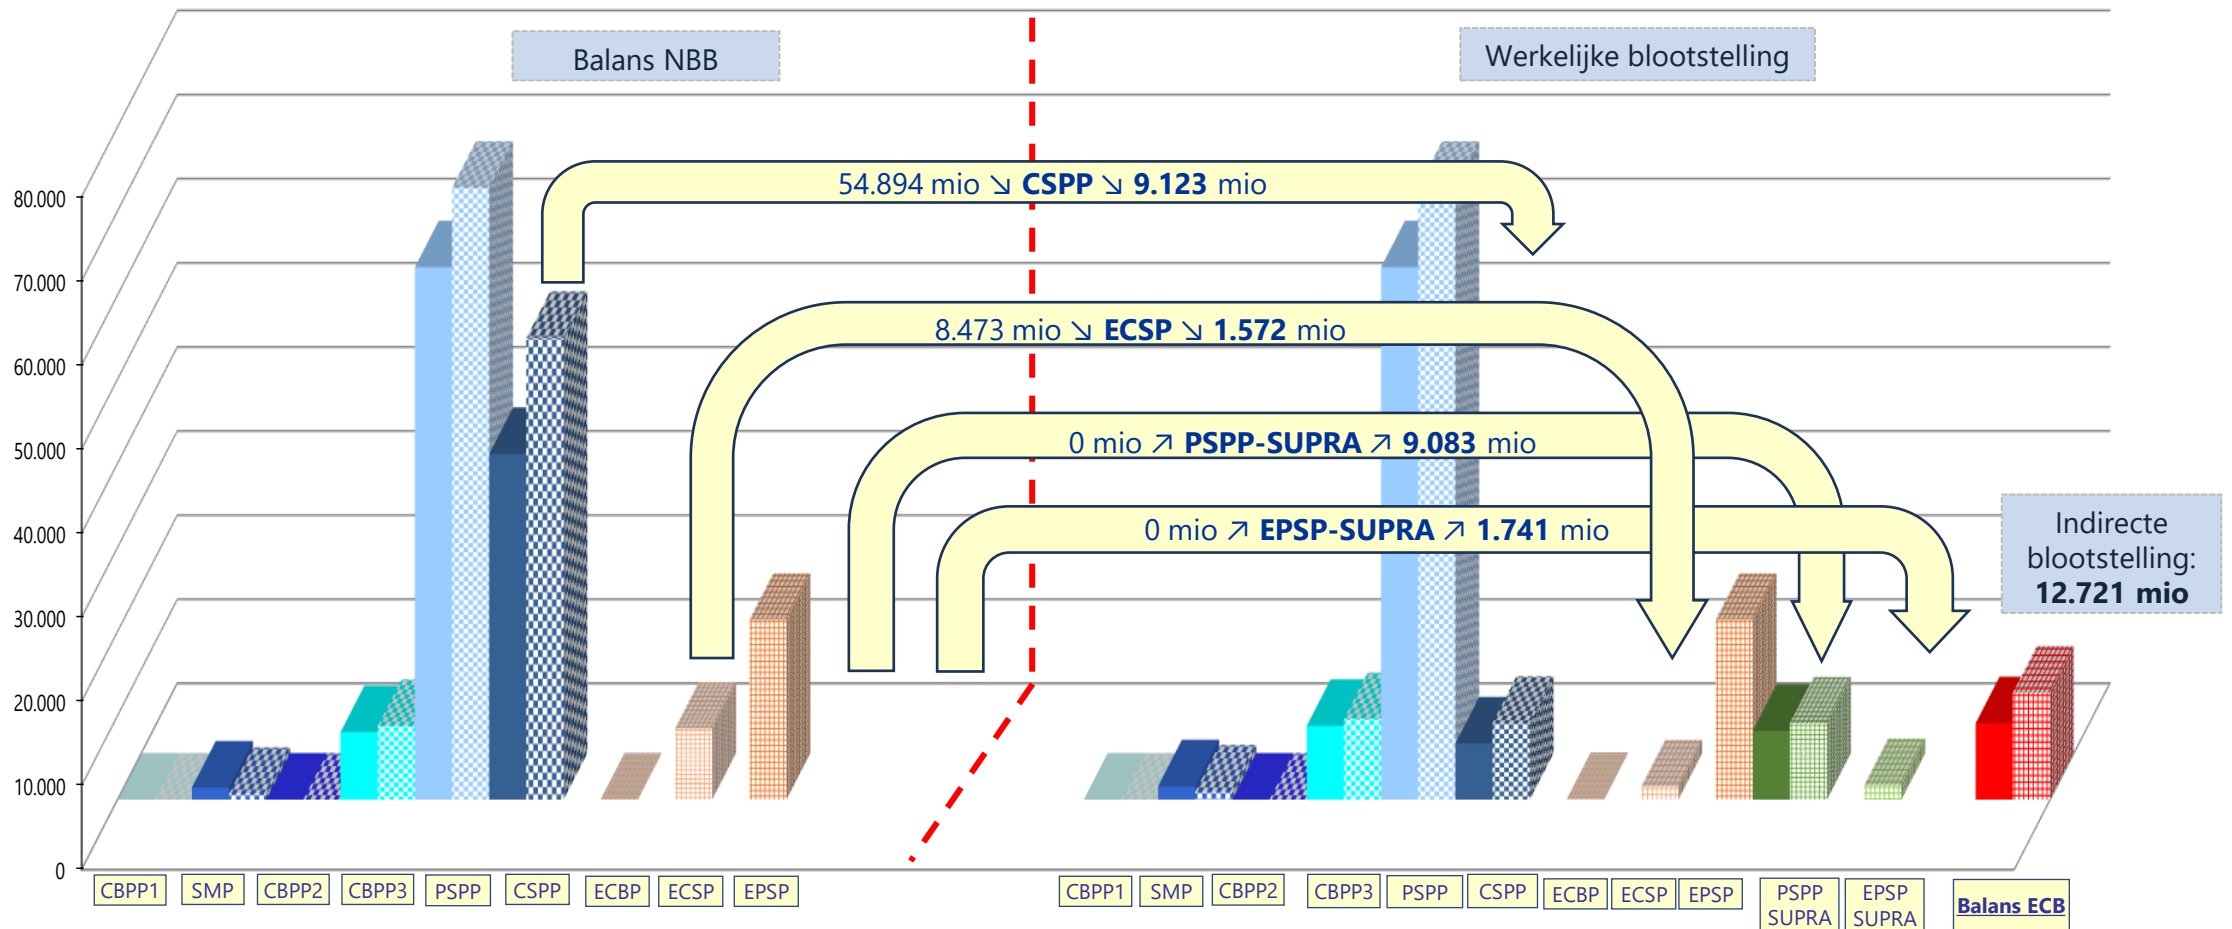 Balans NBB
Werkelijke blootstelling
54.894 mio ↘ CSPP ↘ 9.123 mio
8.473 mio ↘ ECSP ↘ 1.572 mio
0 mio ↗ PSPP-SUPRA ↗ 9.083 mio
0 mio ↗ EPSP-SUPRA ↗ 1.741 mio
Indirecte
blootstelling:
12.721 mio
80.000
70.000
60.000
50.000
40.000
30.000
20.000
10.000
0
CBPP1
SMP
CBPP2
CBPP3
PSPP
CSPP
ECBP
ECSP
EPSP
CBPP1
SMP
CBPP2
CBPP3
PSPP
CSPP
ECBP
ECSP
EPSP
PSPP
SUPRA
EPSP
SUPRA
Balans ECB